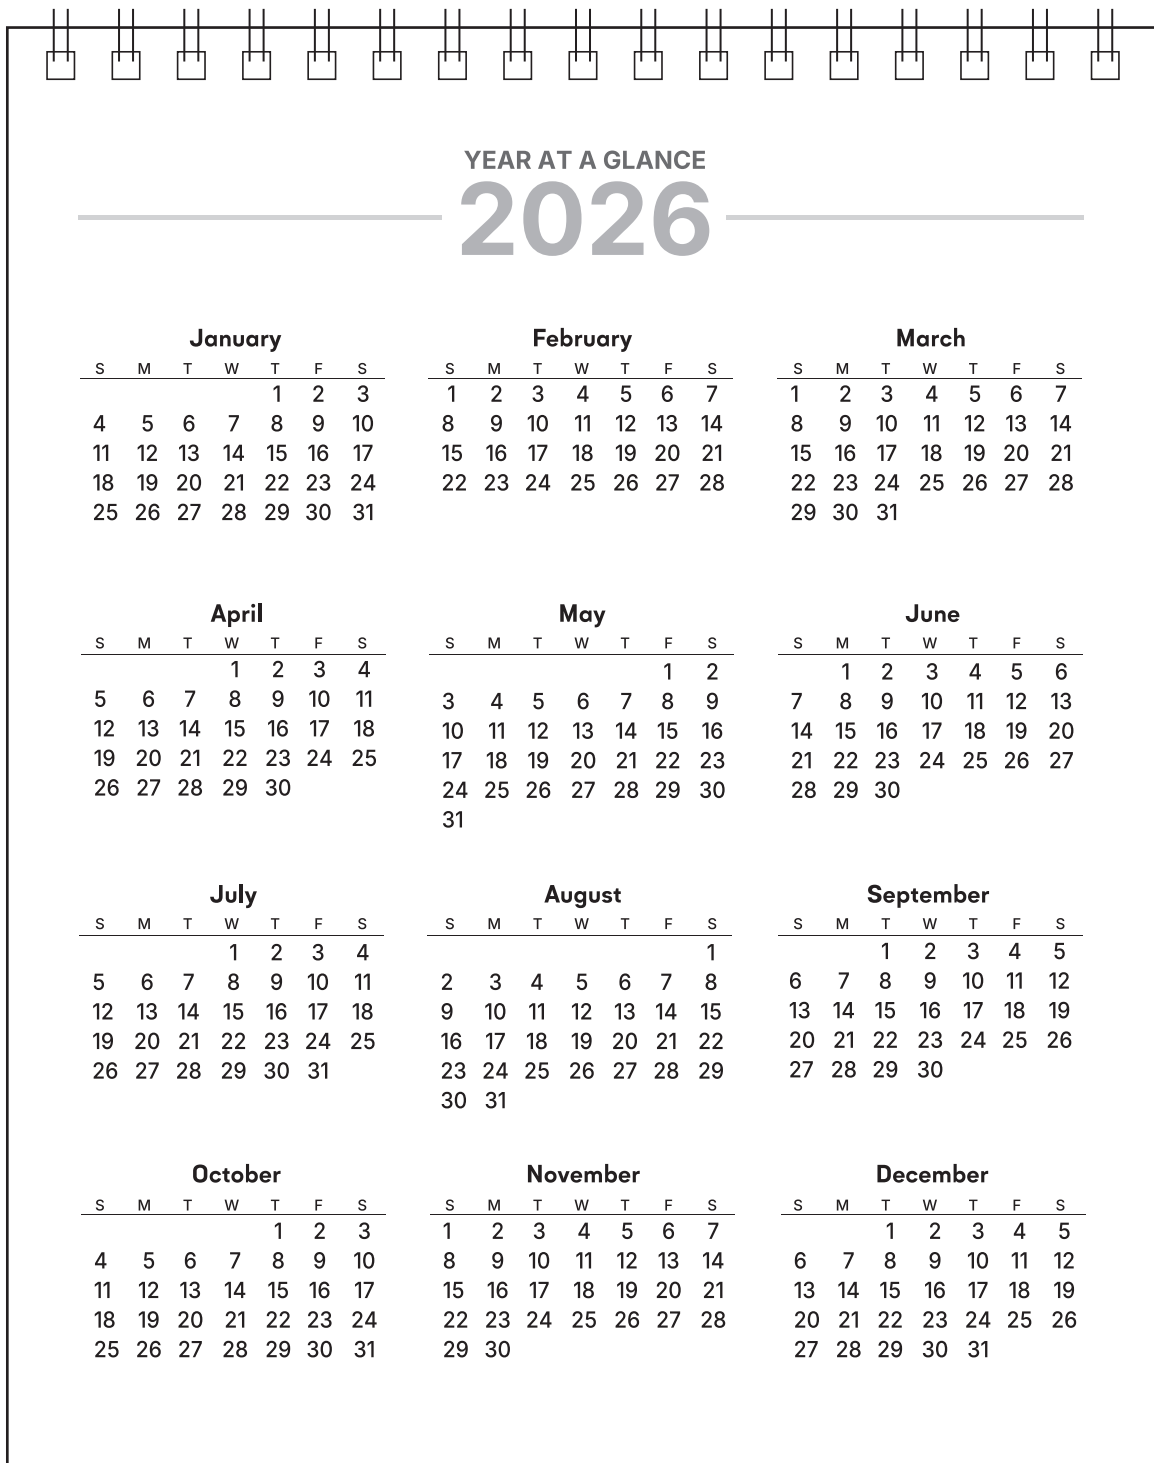 YEAR AT A GLANCE
2026
January
S M T W T F S
1 2 3
4 5 6 7 8 9 10
11 12 13 14 15 16 17
18 19 20 21 22 23 24
25 26 27 28 29 30 31
February
S M T W T F S
1 2 3 4 5 6 7
8 9 10 11 12 13 14
15 16 17 18 19 20 21
22 23 24 25 26 27 28
March
S M T W T F S
1 2 3 4 5 6 7
8 9 10 11 12 13 14
15 16 17 18 19 20 21
22 23 24 25 26 27 28
29 30 31
April
S M T W T F S
1 2 3 4
5 6 7 8 9 10 11
12 13 14 15 16 17 18
19 20 21 22 23 24 25
26 27 28 29 30
May
S M T W T F S
1 2
3 4 5 6 7 8 9
10 11 12 13 14 15 16
17 18 19 20 21 22 23
24 25 26 27 28 29 30
31
June
S M T W T F S
1 2 3 4 5 6
7 8 9 10 11 12 13
14 15 16 17 18 19 20
21 22 23 24 25 26 27
28 29 30
July
S M T W T F S
1 2 3 4
5 6 7 8 9 10 11
12 13 14 15 16 17 18
19 20 21 22 23 24 25
26 27 28 29 30 31
August
S M T W T F S
1
2 3 4 5 6 7 8
9 10 11 12 13 14 15
16 17 18 19 20 21 22
23 24 25 26 27 28 29
30 31
September
S M T W T F S
1 2 3 4 5
6 7 8 9 10 11 12
13 14 15 16 17 18 19
20 21 22 23 24 25 26
27 28 29 30
October
S M T W T F S
1 2 3
4 5 6 7 8 9 10
11 12 13 14 15 16 17
18 19 20 21 22 23 24
25 26 27 28 29 30 31
November
S M T W T F S
1 2 3 4 5 6 7
8 9 10 11 12 13 14
15 16 17 18 19 20 21
22 23 24 25 26 27 28
29 30
December
S M T W T F S
1 2 3 4 5
6 7 8 9 10 11 12
13 14 15 16 17 18 19
20 21 22 23 24 25 26
27 28 29 30 31